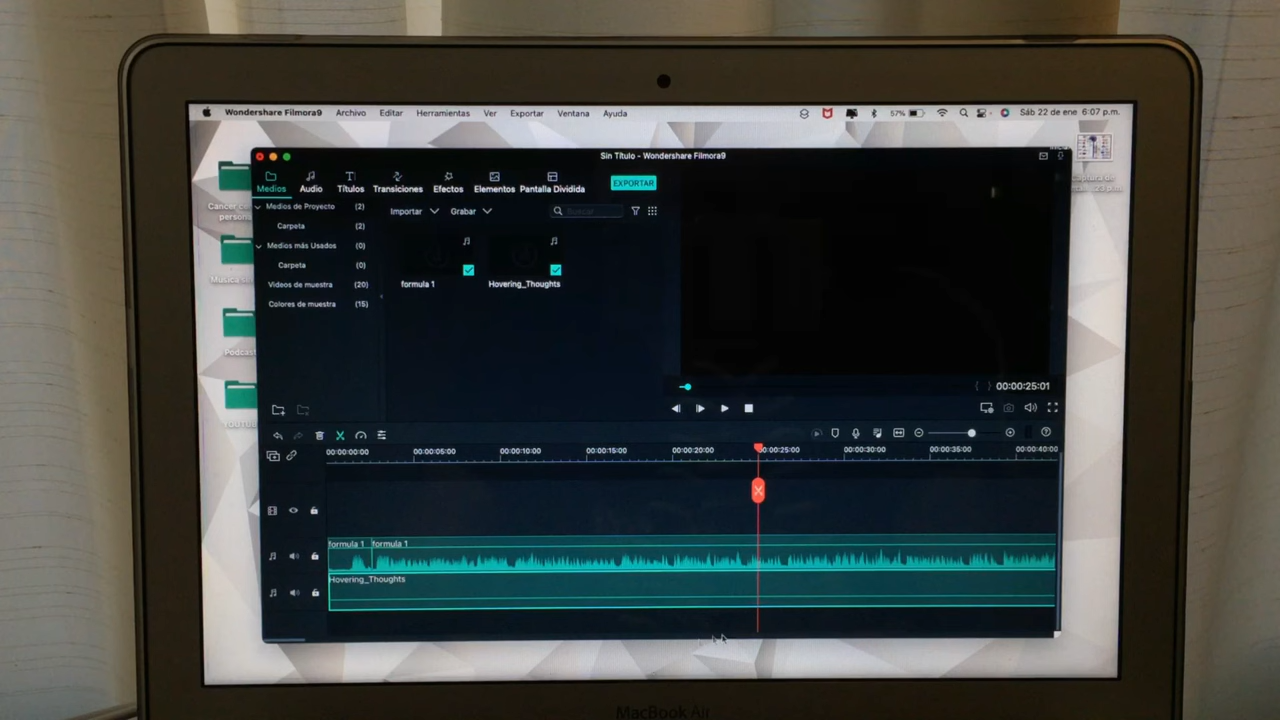 Wondershare Filmora9 Archivo Editar Herramientas Ver Exportar Ventana Ayuda 57% Sáb 22 de ene 6:07 p.m.
Sin Título - Wondershare Filmora9
Medios Audio Títulos Transiciones Efectos Elementos Pantalla Dividida EXPORTAR
Medios de Proyecto (2)
Carpeta (2)
Medios más Usados (0)
Carpeta (0)
Videos de muestra (20)
Colores de muestra (15)
Importar Grabar Buscar
formula 1 Hovering_Thoughts
Cancer
persona
Podcast
00:00:25:01
00:00:00:00 00:00:05:00 00:00:10:00 00:00:15:00 00:00:20:00 00:00:25:00 00:00:30:00 00:00:35:00 00:00:40:00
formula 1 formula 1
Hovering_Thoughts
MacBook Air